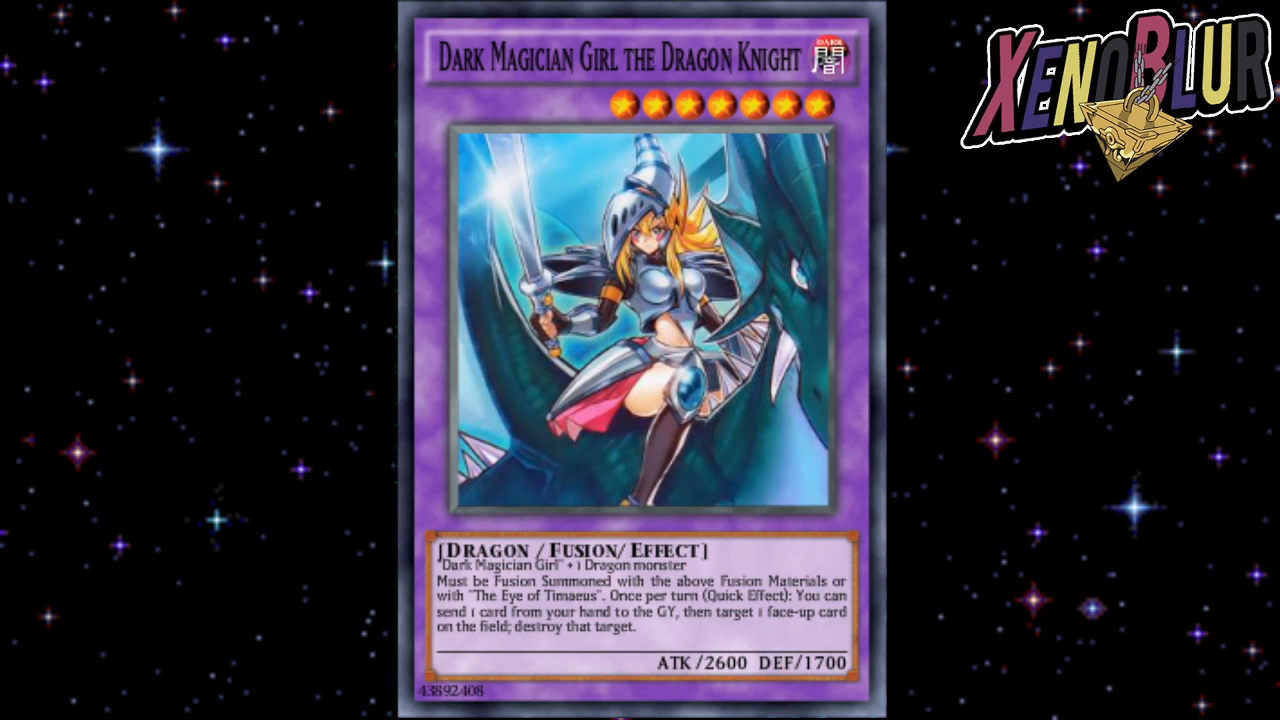 XENOBLUR
DARK MAGICIAN GIRL THE DRAGON KNIGHT
DARK
闇
[DRAGON / FUSION/ EFFECT]
"Dark Magician Girl" + 1 Dragon monster
Must be Fusion Summoned with the above Fusion Materials or
with "The Eye of Timaeus". Once per turn (Quick Effect): You can
send 1 card from your hand to the GY, then target 1 face-up card
on the field; destroy that target.
ATK /2600 DEF/1700
43892408